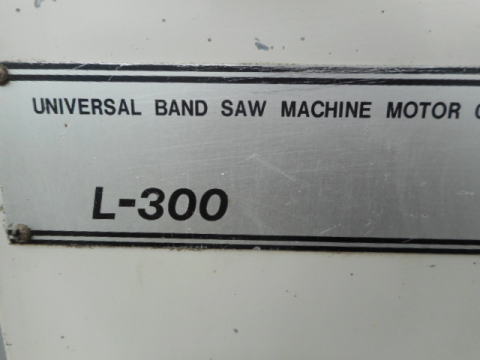 UNIVERSAL BAND SAW MACHINE MOTOR
L-300